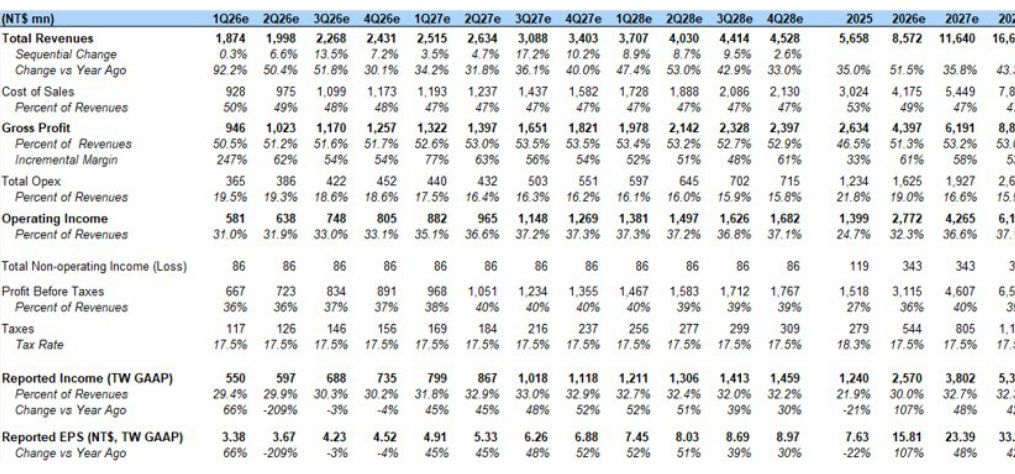 (NT$ mn) 1Q26e 2Q26e 3Q26e 4Q26e 1Q27e 2Q27e 3Q27e 4Q27e 1Q28e 2Q28e 3Q28e 4Q28e 2025 2026e 2027e 202
Total Revenues 1,874 1,998 2,268 2,431 2,515 2,634 3,088 3,403 3,707 4,030 4,414 4,528 5,658 8,572 11,640 16,6
Sequential Change 0.3% 6.6% 13.5% 7.2% 3.5% 4.7% 17.2% 10.2% 8.9% 8.7% 9.5% 2.6%
Change vs Year Ago 92.2% 50.4% 51.8% 30.1% 34.2% 31.8% 36.1% 40.0% 47.4% 53.0% 42.9% 33.0% 35.0% 51.5% 35.8% 43.
Cost of Sales 928 975 1,099 1,173 1,193 1,237 1,437 1,582 1,728 1,888 2,086 2,130 3,024 4,175 5,449 7,8
Percent of Revenues 50% 49% 48% 48% 47% 47% 47% 47% 47% 47% 47% 47% 53% 49% 47% 47
Gross Profit 946 1,023 1,170 1,257 1,322 1,397 1,651 1,821 1,978 2,142 2,328 2,397 2,634 4,397 6,191 8,8
Percent of Revenues 50.5% 51.2% 51.6% 51.7% 52.6% 53.0% 53.5% 53.5% 53.4% 53.2% 52.7% 52.9% 46.5% 51.3% 53.2% 53.
Incremental Margin 247% 62% 54% 54% 77% 63% 56% 54% 52% 51% 48% 61% 33% 61% 58% 5
Total Opex 365 386 422 452 440 432 503 551 597 645 702 715 1,234 1,625 1,927 2,6
Percent of Revenues 19.5% 19.3% 18.6% 18.6% 17.5% 16.4% 16.3% 16.2% 16.1% 16.0% 15.9% 15.8% 21.8% 19.0% 16.6% 15.
Operating Income 581 638 748 805 882 965 1,148 1,269 1,381 1,497 1,626 1,682 1,399 2,772 4,265 6,1
Percent of Revenues 31.0% 31.9% 33.0% 33.1% 35.1% 36.6% 37.2% 37.3% 37.3% 37.2% 36.8% 37.1% 24.7% 32.3% 36.6% 37.
Total Non-operating Income (Loss) 86 86 86 86 86 86 86 86 86 86 86 86 119 343 343 3
Profit Before Taxes 667 723 834 891 968 1,051 1,234 1,355 1,467 1,583 1,712 1,767 1,518 3,115 4,607 6,5
Percent of Revenues 36% 36% 37% 37% 38% 40% 40% 40% 40% 39% 39% 39% 27% 36% 40% 39
Taxes 117 126 146 156 169 184 216 237 256 277 299 309 279 544 805 1,1
Tax Rate 17.5% 17.5% 17.5% 17.5% 17.5% 17.5% 17.5% 17.5% 17.5% 17.5% 17.5% 17.5% 18.3% 17.5% 17.5% 17.
Reported Income (TW GAAP) 550 597 688 735 799 867 1,018 1,118 1,211 1,306 1,413 1,459 1,240 2,570 3,802 5,3
Percent of Revenues 29.4% 29.9% 30.3% 30.2% 31.8% 32.9% 33.0% 32.9% 32.7% 32.4% 32.0% 32.2% 21.9% 30.0% 32.7% 32.
Change vs Year Ago 66% -209% -3% -4% 45% 45% 48% 52% 52% 51% 39% 30% -21% 107% 48% 42
Reported EPS (NT$, TW GAAP) 3.38 3.67 4.23 4.52 4.91 5.33 6.26 6.88 7.45 8.03 8.69 8.97 7.63 15.81 23.39 33.
Change vs Year Ago 66% -209% -3% -4% 45% 45% 48% 52% 52% 51% 39% 30% -22% 107% 48% 42